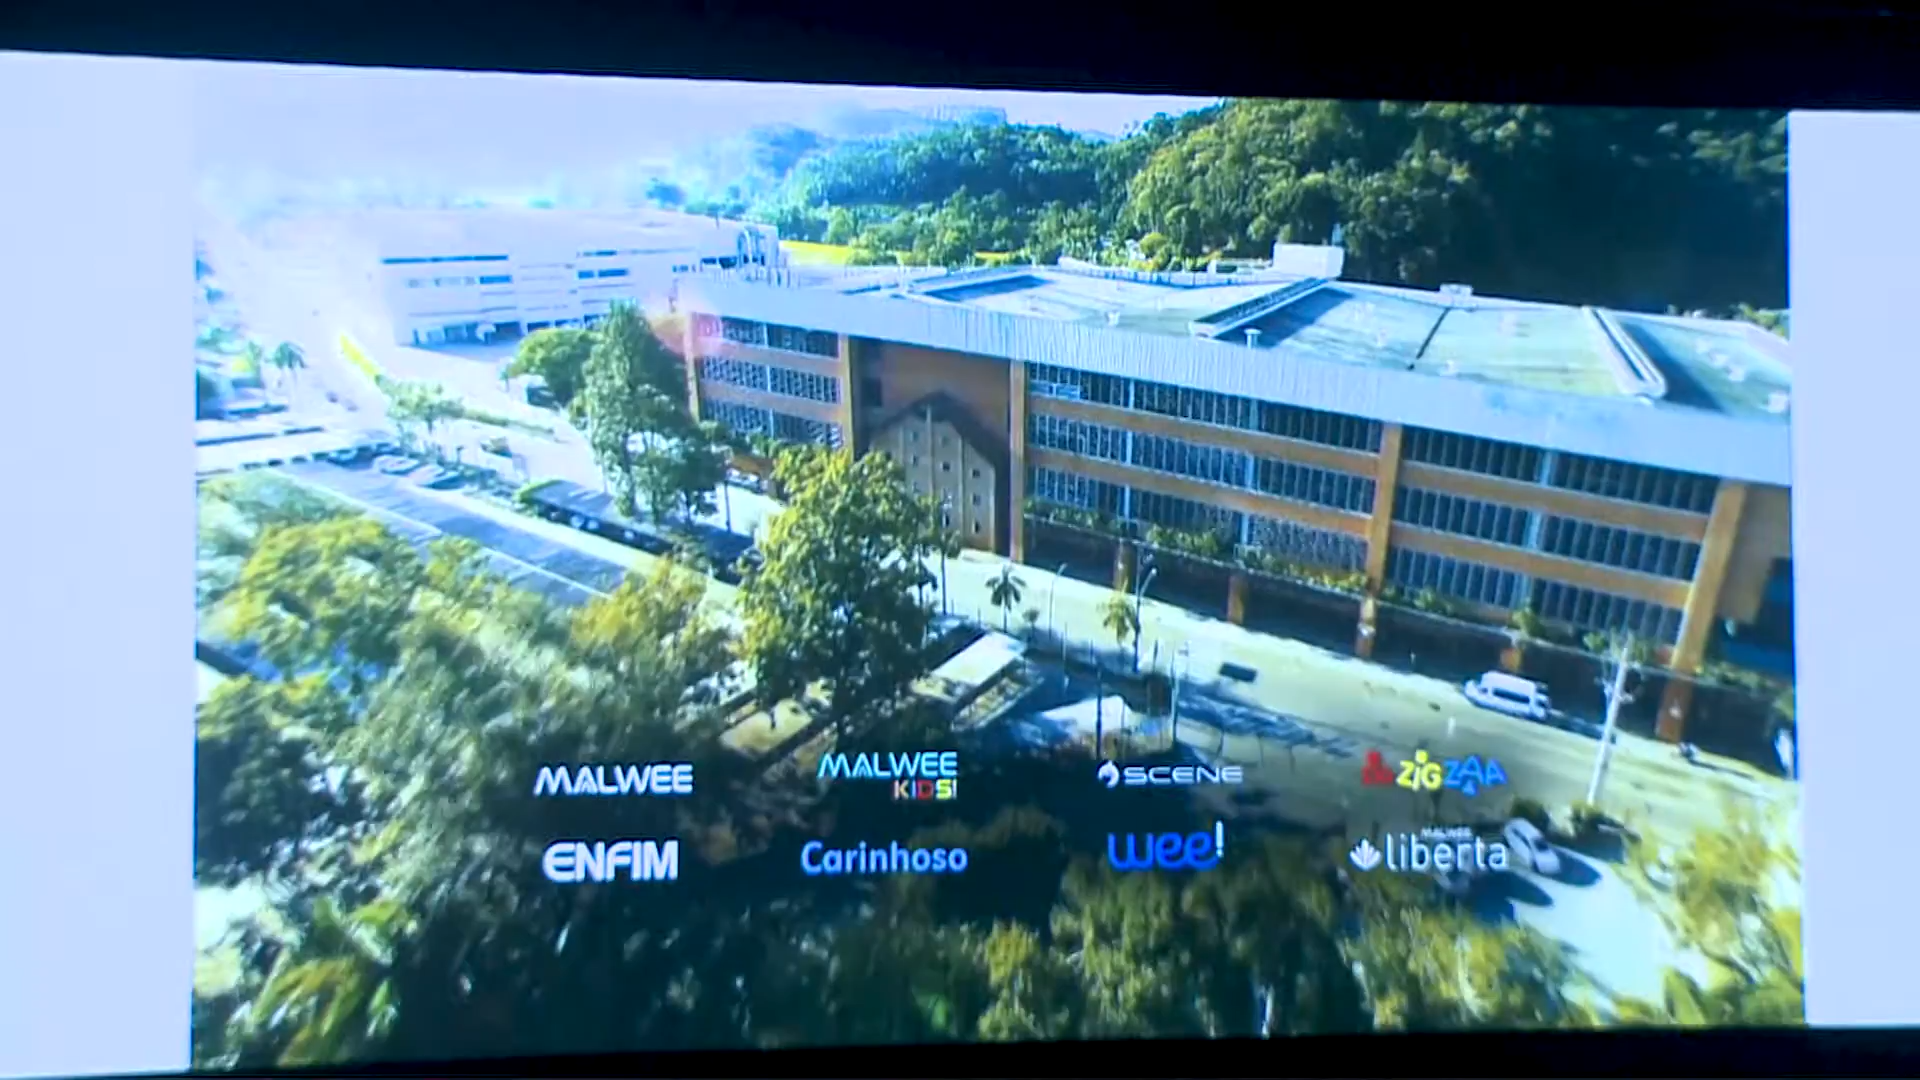 MALWEE
MALWEE
KIDS!
SCENE
ZIG ZAA
ENFIM
Carinhoso
wee!
MALWEE
liberta